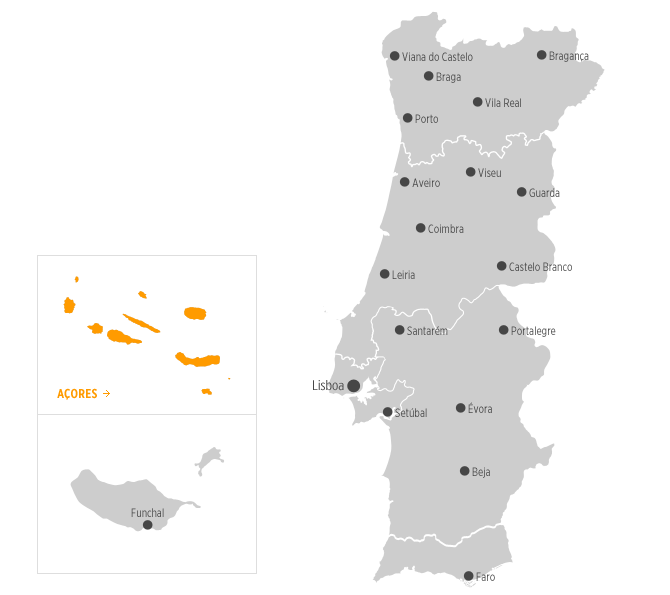 Viana do Castelo
Bragança
Braga
Vila Real
Porto
Viseu
Aveiro
Guarda
Coimbra
Castelo Branco
Leiria
Santarém
Portalegre
Lisboa
AÇORES →
Évora
Setúbal
Beja
Funchal
Faro